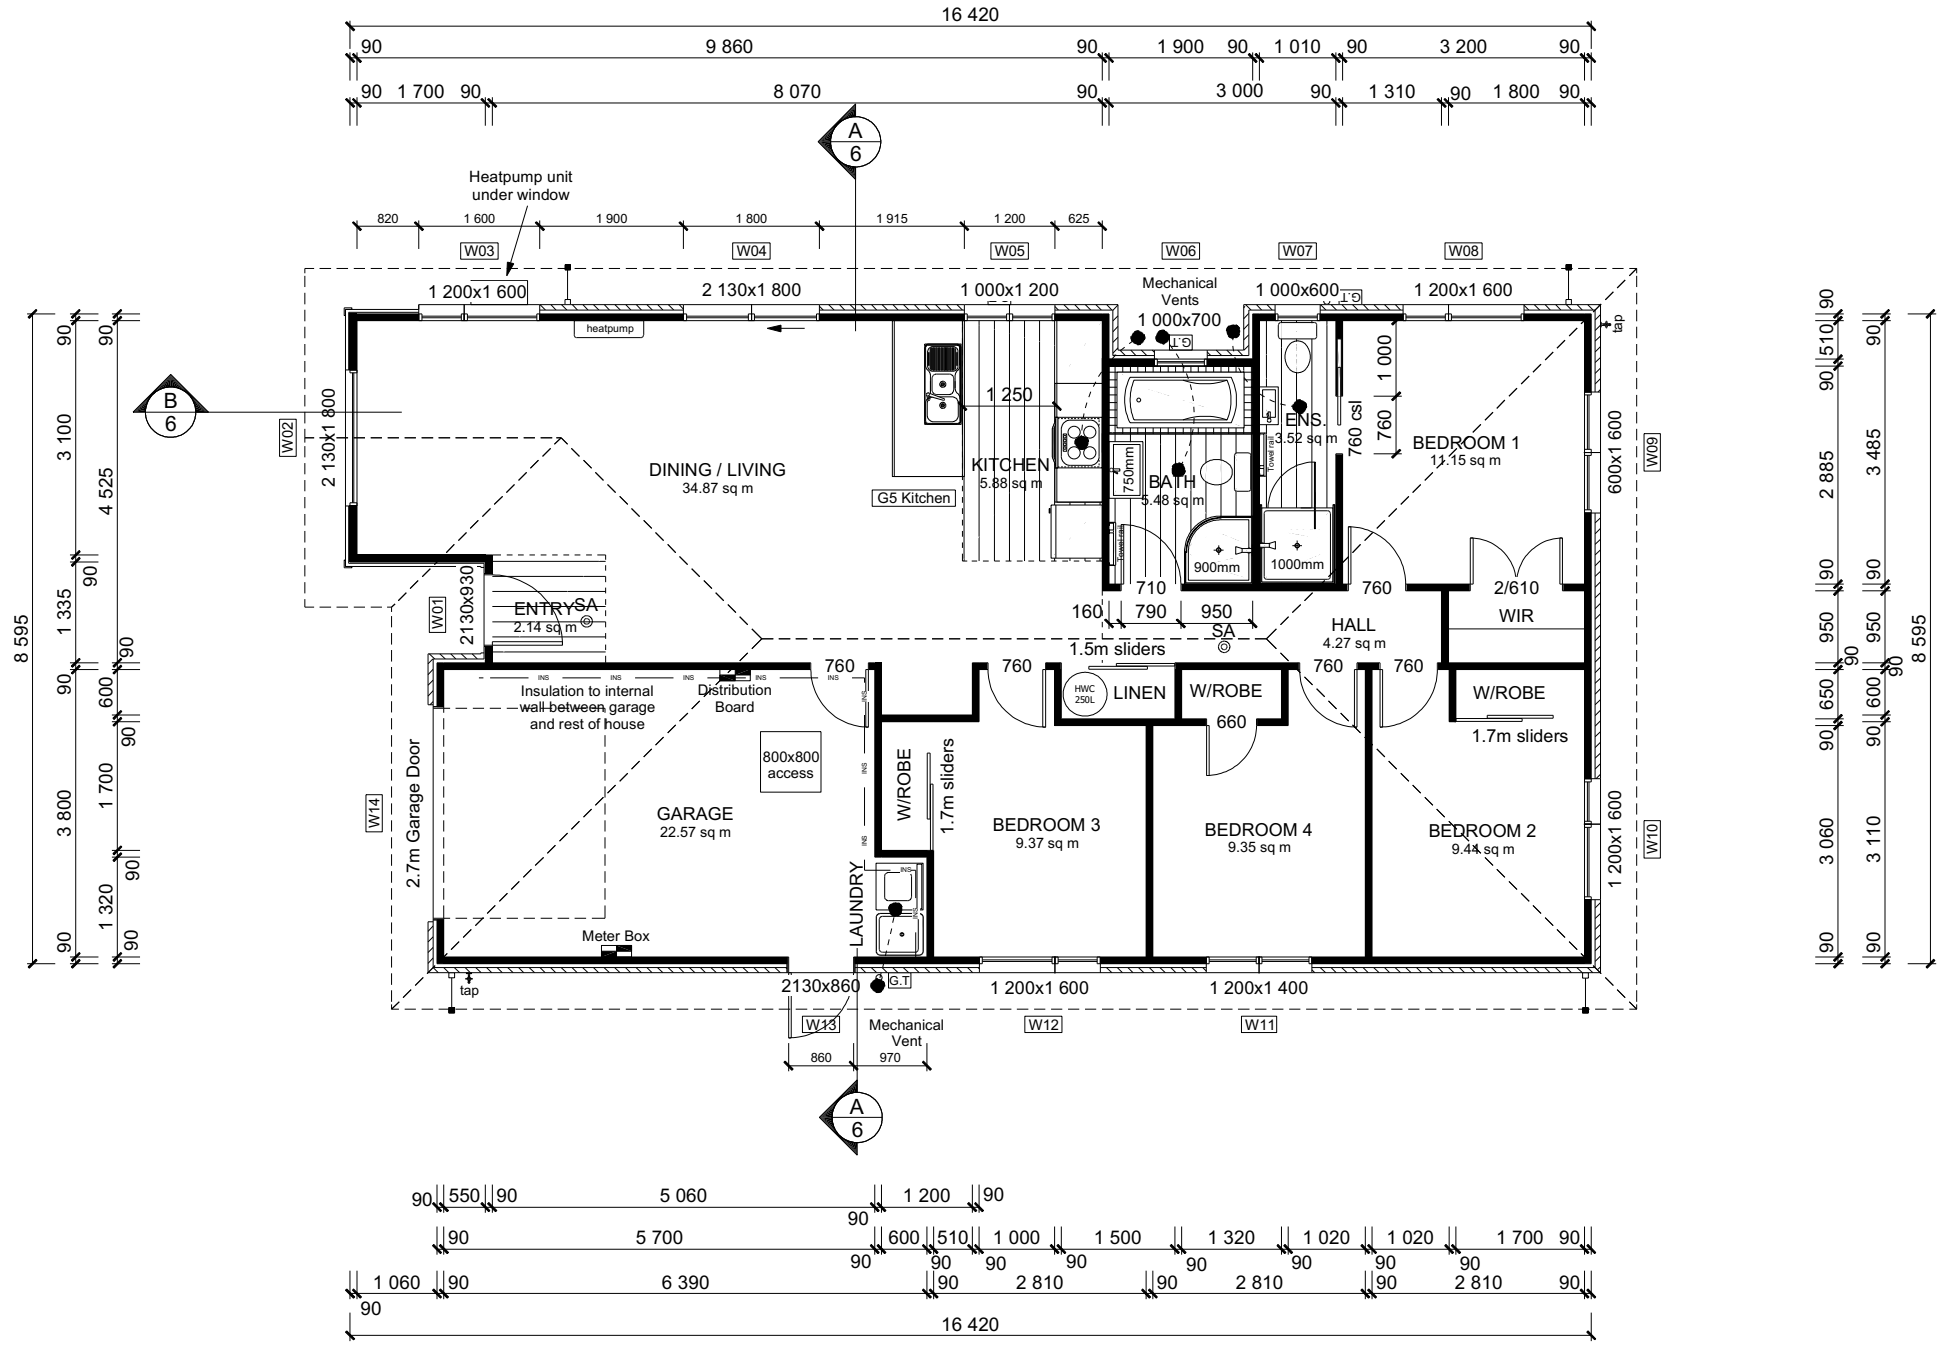 16 420
90 9 860 90 1 900 90 1 010 90 3 200 90
90 1 700 90 8 070 90 3 000 90 1 310 90 1 800 90
A
6
Heatpump unit
under window
820 1 600 1 900 1 800 1 915 1 200 625
W03 W04 W05 W06 W07 W08
Mechanical
Vents
1 000x700
1 200x1 600 2 130x1 800 1 000x1 200 1 000x600 G.T 1 200x1 600
heatpump
G.T
tap
B
6
W02
2 130x1 800
1 250
1 000
760
760 csl
ENS.
3.52 sq m
Towel rail
BEDROOM 1
11.15 sq m
600x1 600
W09
DINING / LIVING
34.87 sq m
KITCHEN
5.88 sq m
G5 Kitchen
750mm
BATH
5.48 sq m
Towel rail
900mm
1000mm
710 760 2/610
WIR
160 790 950
SA
HALL
4.27 sq m
W01
2130x930
ENTRY
2.14 sq m
SA
1.5m sliders
760 760 760 760
INS INS INS INS INS
Insulation to internal
wall between garage
and rest of house
Distribution
Board
INS
HWC
250L
LINEN
W/ROBE
660
W/ROBE
1.7m sliders
800x800
access
INS
W/ROBE
1.7m sliders
W14
2.7m Garage Door
GARAGE
22.57 sq m
INS
BEDROOM 3
9.37 sq m
BEDROOM 4
9.35 sq m
BEDROOM 2
9.44 sq m
1 200x1 600
W10
LAUNDRY
INS
INS
Meter Box
tap
2130x860
G.T
1 200x1 600
1 200x1 400
W13
Mechanical
Vent
W12
W11
860 970
A
6
8 595
90 3 100 90 1 335 90 3 800 90
90 4 525 90 600 90 1 700 90 1 320 90
90 510 90 2 885 90 950 90 650 90 3 060 90
90 3 485 90 950 90 600 90 3 110 90
8 595
90 550 90 5 060 90 1 200 90
90 5 700 90 600 90 510 90 1 000 90 1 500 90 1 320 90 1 020 90 1 020 90 1 700 90
90 1 060 90 6 390 90 2 810 90 2 810 90 2 810 90
16 420